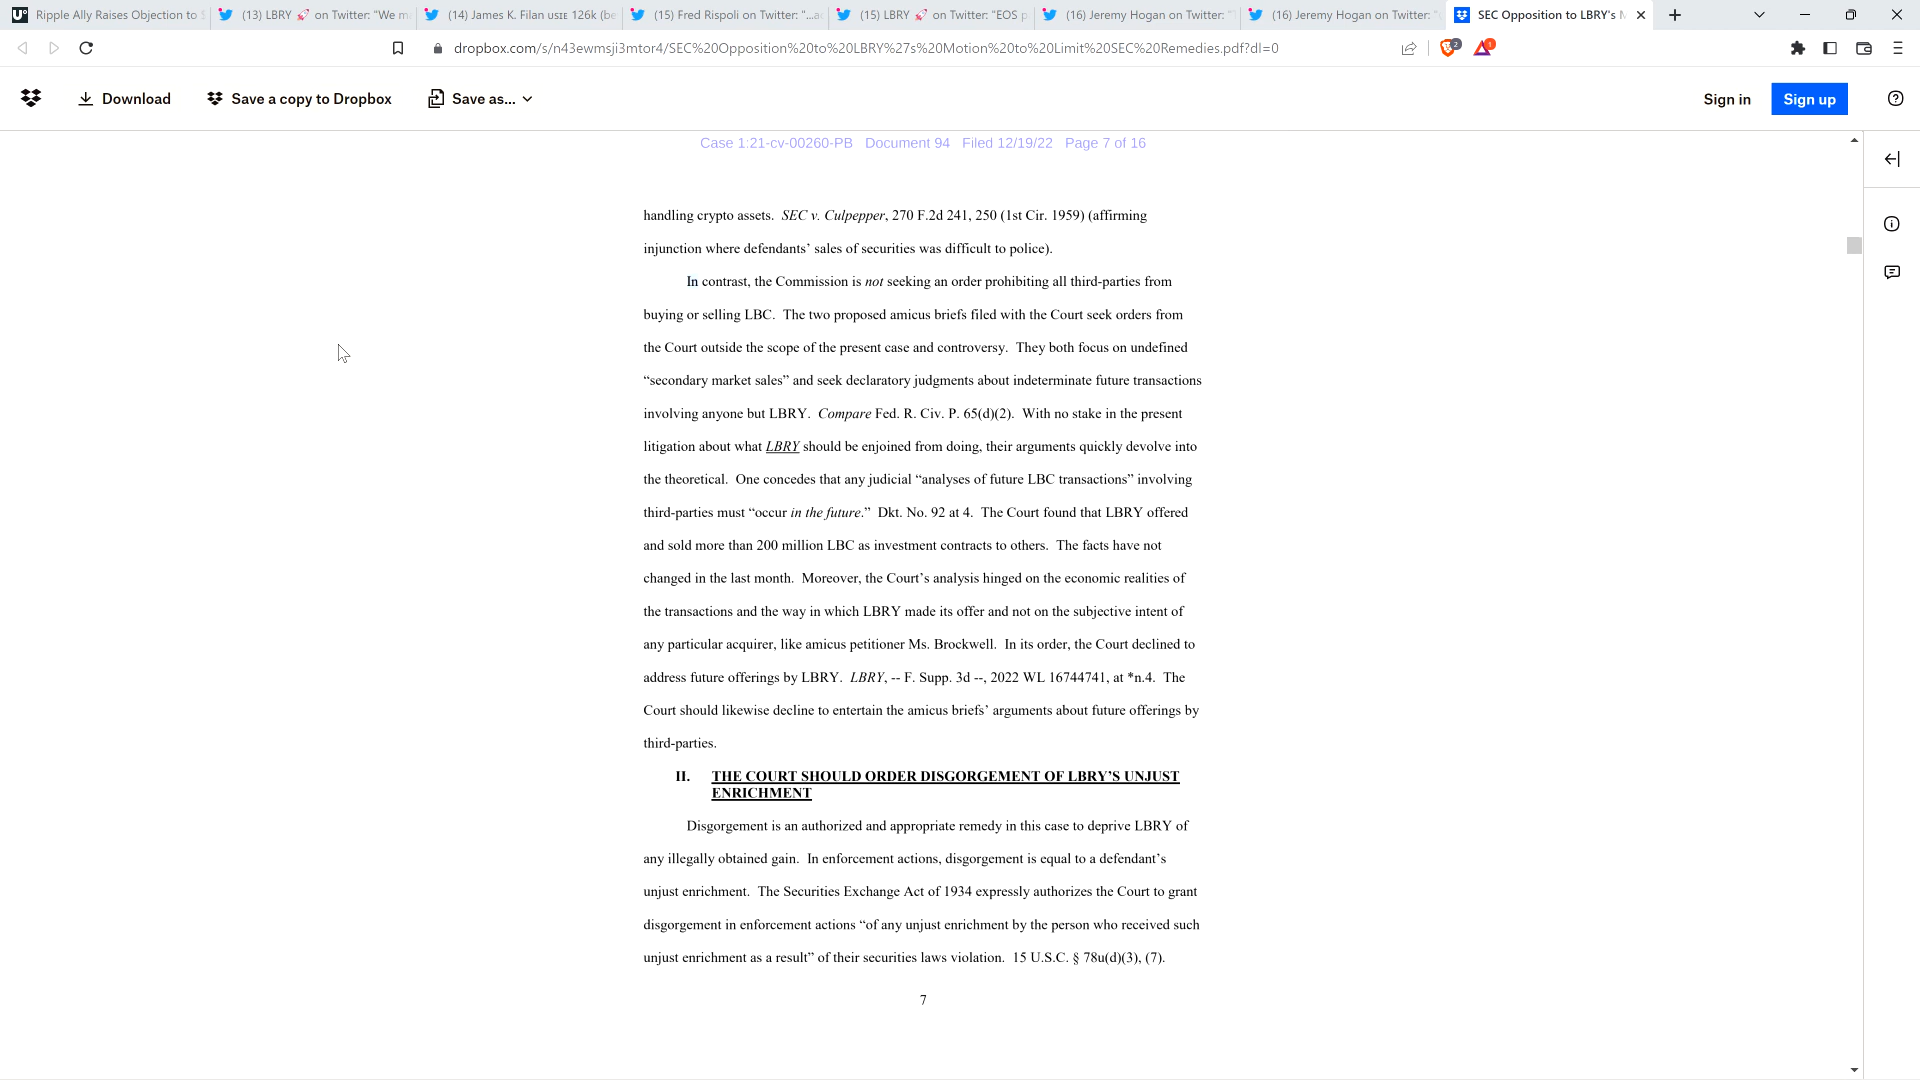 Ripple Ally Raises Objection to S
(13) LBRY 🚀 on Twitter: "We m
(14) James K. Filan 🇺🇸 126k (be
(15) Fred Rispoli on Twitter: "...a
(15) LBRY 🚀 on Twitter: "EOS p
(16) Jeremy Hogan on Twitter: "
(16) Jeremy Hogan on Twitter: "
SEC Opposition to LBRY's M
dropbox.com/s/n43ewmsji3mtor4/SEC%20Opposition%20to%20LBRY%27s%20Motion%20to%20Limit%20SEC%20Remedies.pdf?dl=0
2
1
Download
Save a copy to Dropbox
Save as...
Sign in
Sign up
Case 1:21-cv-00260-PB Document 94 Filed 12/19/22 Page 7 of 16
handling crypto assets. SEC v. Culpepper, 270 F.2d 241, 250 (1st Cir. 1959) (affirming
injunction where defendants' sales of securities was difficult to police).
In contrast, the Commission is not seeking an order prohibiting all third-parties from
buying or selling LBC. The two proposed amicus briefs filed with the Court seek orders from
the Court outside the scope of the present case and controversy. They both focus on undefined
“secondary market sales” and seek declaratory judgments about indeterminate future transactions
involving anyone but LBRY. Compare Fed. R. Civ. P. 65(d)(2). With no stake in the present
litigation about what LBRY should be enjoined from doing, their arguments quickly devolve into
the theoretical. One concedes that any judicial “analyses of future LBC transactions” involving
third-parties must “occur in the future.” Dkt. No. 92 at 4. The Court found that LBRY offered
and sold more than 200 million LBC as investment contracts to others. The facts have not
changed in the last month. Moreover, the Court's analysis hinged on the economic realities of
the transactions and the way in which LBRY made its offer and not on the subjective intent of
any particular acquirer, like amicus petitioner Ms. Brockwell. In its order, the Court declined to
address future offerings by LBRY. LBRY, -- F. Supp. 3d --, 2022 WL 16744741, at *n.4. The
Court should likewise decline to entertain the amicus briefs' arguments about future offerings by
third-parties.
II. THE COURT SHOULD ORDER DISGORGEMENT OF LBRY'S UNJUST
ENRICHMENT
Disgorgement is an authorized and appropriate remedy in this case to deprive LBRY of
any illegally obtained gain. In enforcement actions, disgorgement is equal to a defendant's
unjust enrichment. The Securities Exchange Act of 1934 expressly authorizes the Court to grant
disgorgement in enforcement actions “of any unjust enrichment by the person who received such
unjust enrichment as a result” of their securities laws violation. 15 U.S.C. § 78u(d)(3), (7).
7